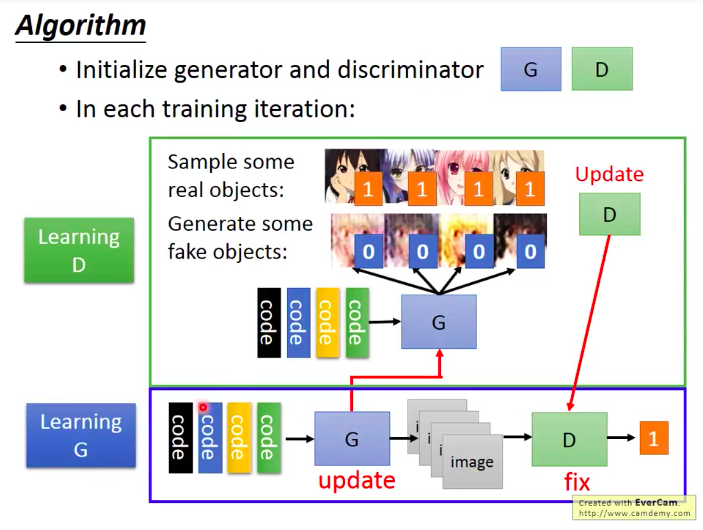 Algorithm
• Initialize generator and discriminator G D
• In each training iteration:
Sample some
real objects:
1 1 1 1
Update
D
Generate some
fake objects:
0 0 0 0
Learning
D
code code code code
G
Learning
G
code code code code
G
update
i
i
i
image
D
fix
1
Created with EverCam.
http://www.camdemy.com